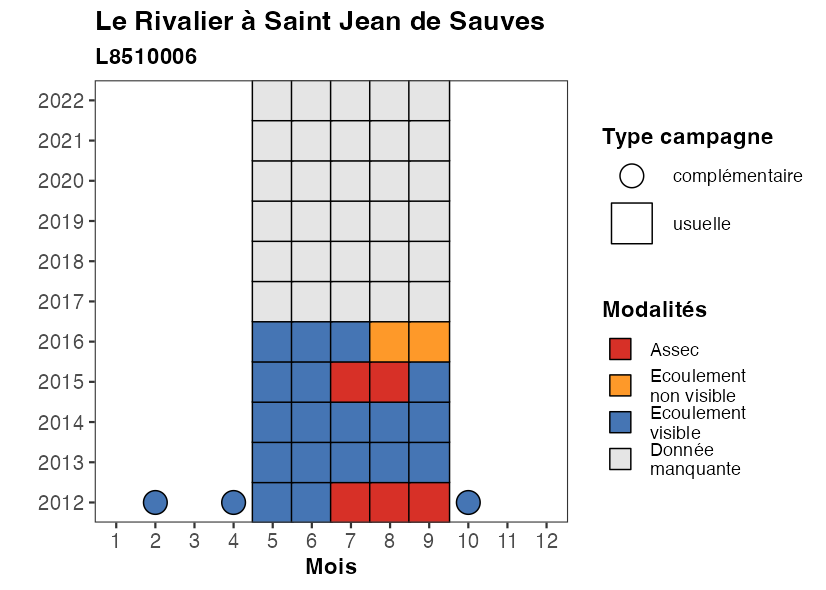 Le Rivalier à Saint Jean de Sauves
L8510006
2022
2021
2020
2019
2018
2017
2016
2015
2014
2013
2012
1 2 3 4 5 6 7 8 9 10 11 12
Mois
Type campagne
complémentaire
usuelle
Modalités
Assec
Ecoulement
non visible
Ecoulement
visible
Donnée
manquante